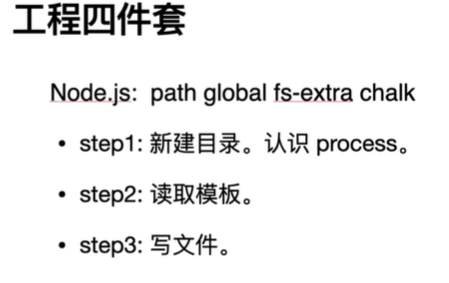 工程四件套
Node.js:  path global fs-extra chalk
• step1: 新建目录。认识 process。
• step2: 读取模板。
• step3: 写文件。